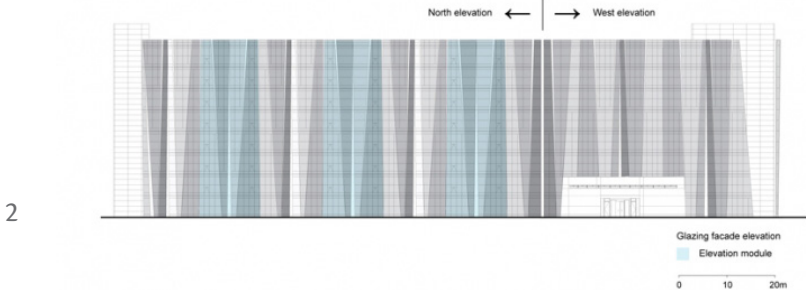 North elevation
West elevation
2
Glazing facade elevation
Elevation module
0 10 20m